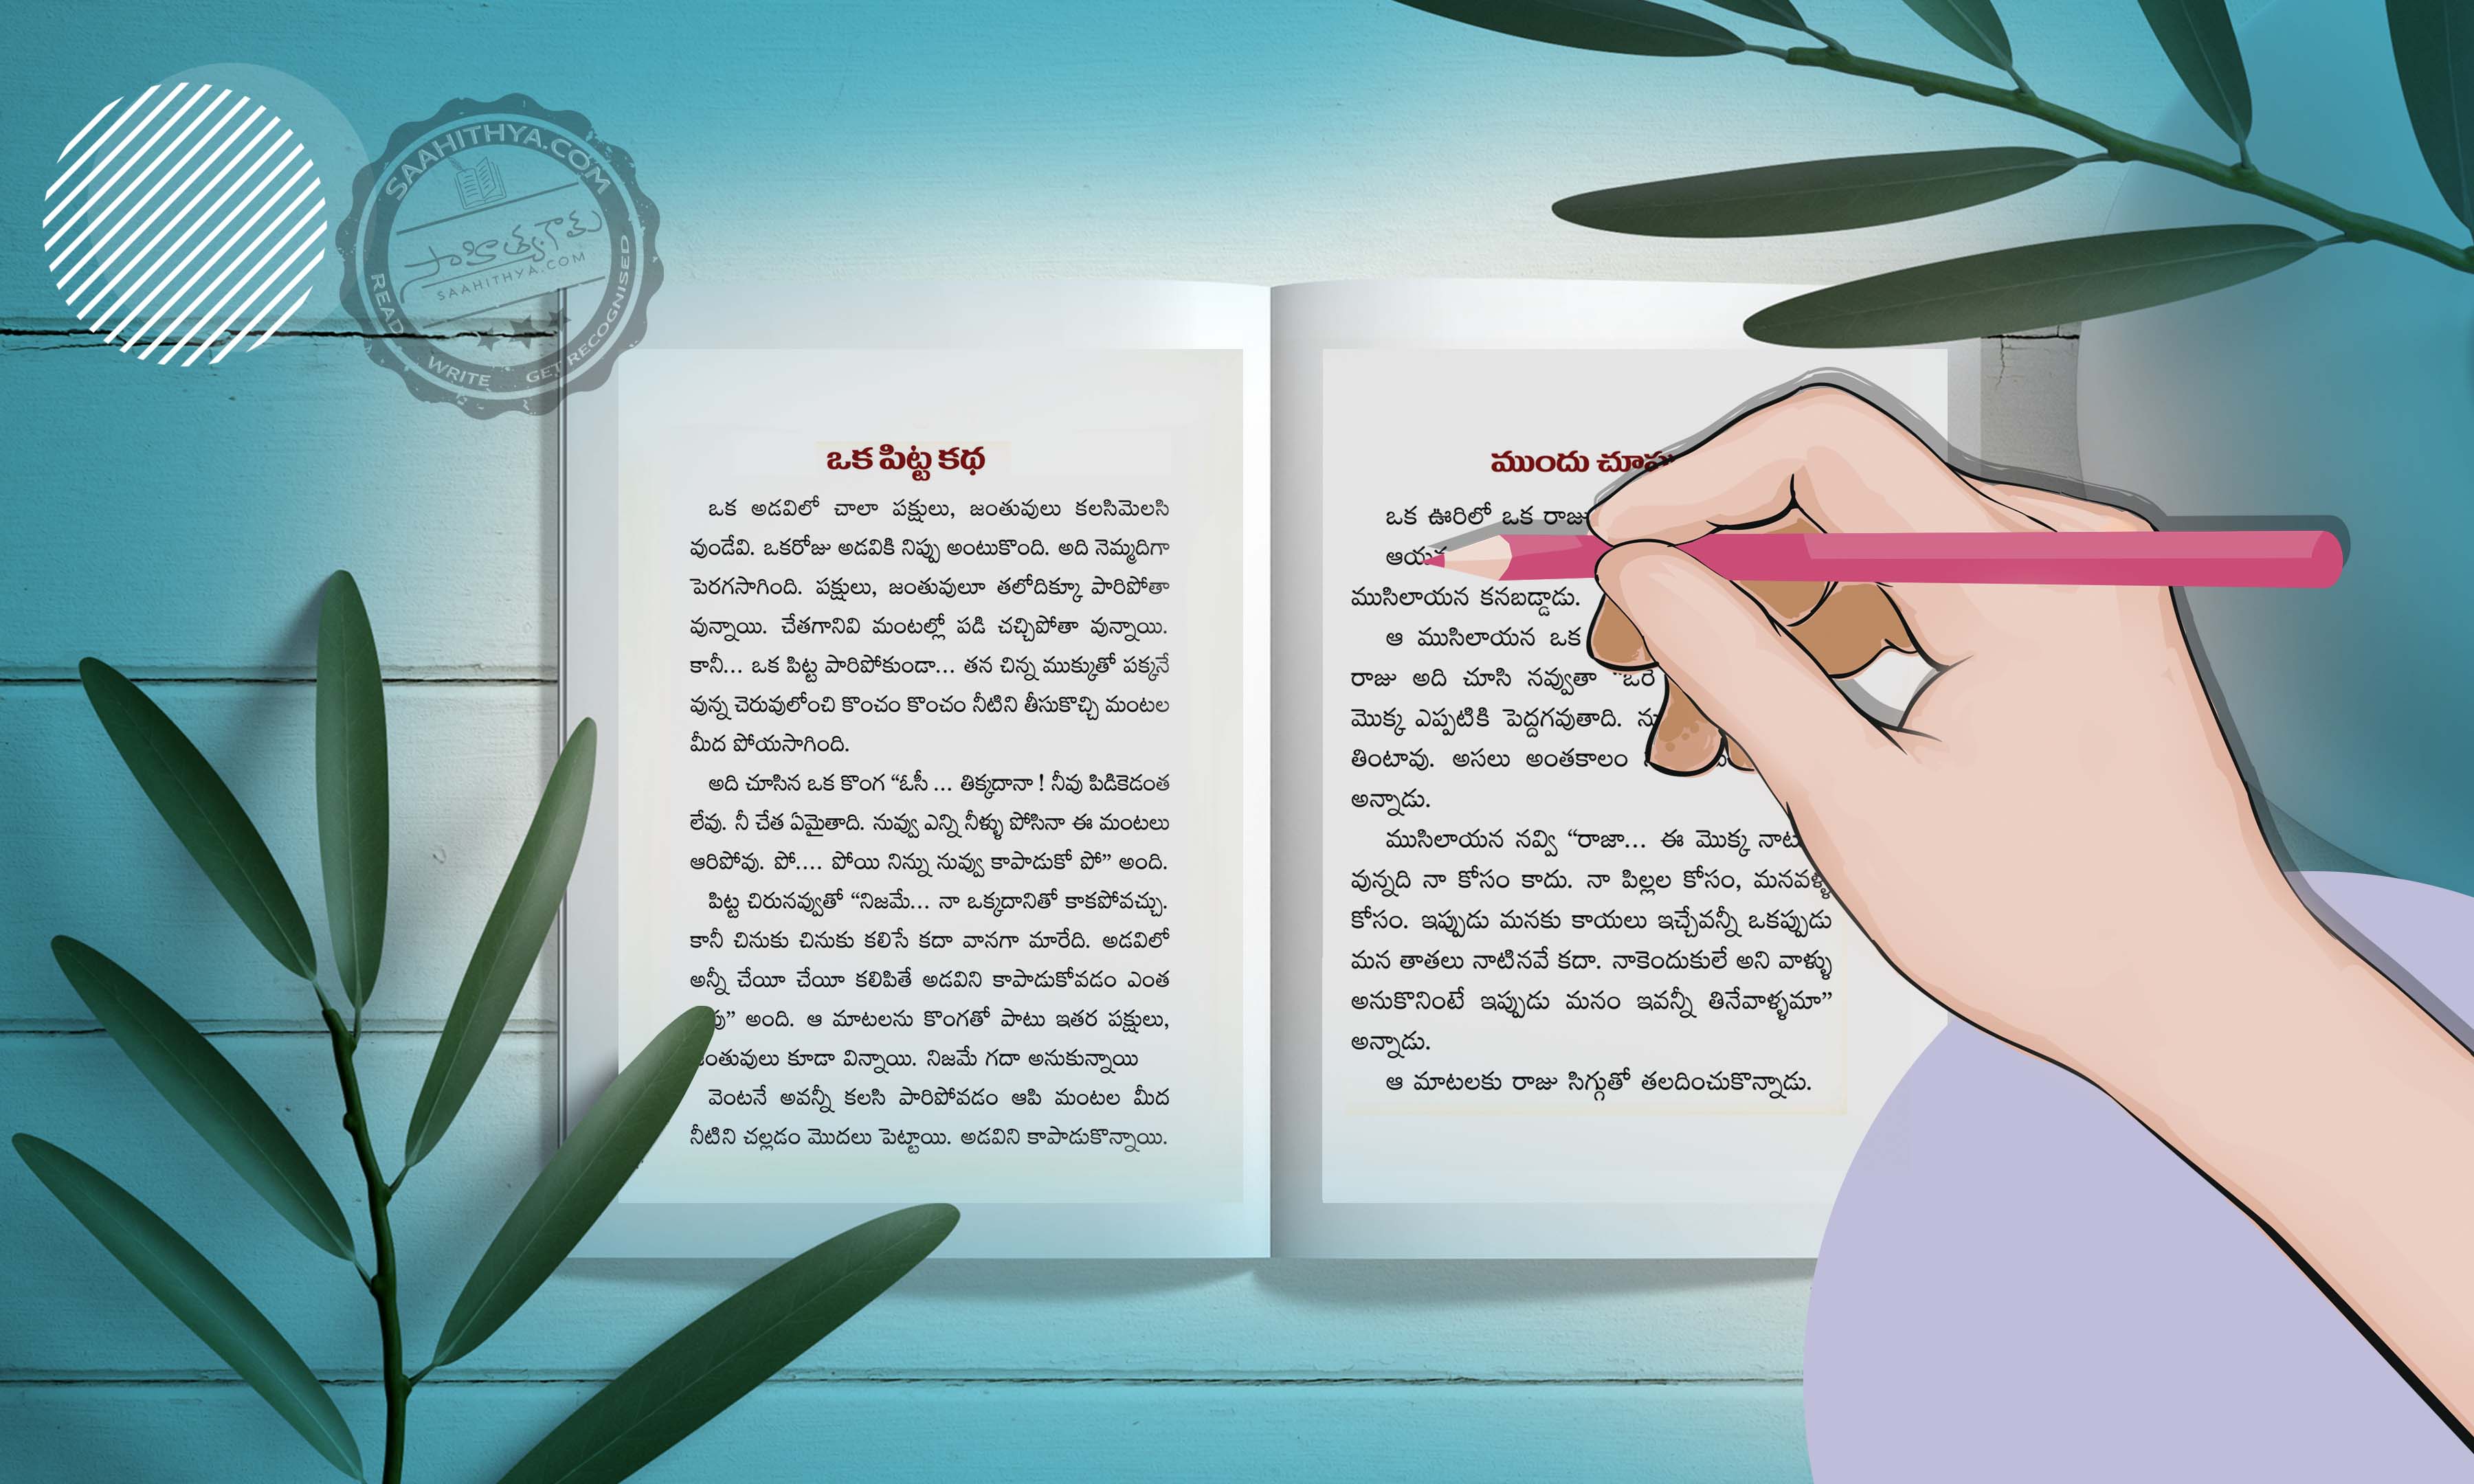 SAAHITHYA.COM
సాహిత్యం
SAAHITHYA.COM
READ WRITE GET RECOGNISED
ఒక పిట్ట కథ
ఒక అడవిలో చాలా పక్షులు, జంతువులు కలసిమెలసి
వుండేవి. ఒకరోజు అడవికి నిప్పు అంటుకొంది. అది నెమ్మదిగా
పెరగసాగింది. పక్షులు, జంతువులూ తలోదిక్కూ పారిపోతా
వున్నాయి. చేతగానివి మంటల్లో పడి చచ్చిపోతా వున్నాయి.
కానీ... ఒక పిట్ట పారిపోకుండా... తన చిన్న ముక్కుతో పక్కనే
వున్న చెరువులోంచి కొంచం కొంచం నీటిని తీసుకొచ్చి మంటల
మీద పోయసాగింది.
అది చూసిన ఒక కొంగ “ఓసీ ... తిక్కదానా ! నీవు పిడికెడంత
లేవు. నీ చేత ఏమైతాది. నువ్వు ఎన్ని నీళ్ళు పోసినా ఈ మంటలు
ఆరిపోవు. పో.... పోయి నిన్ను నువ్వు కాపాడుకో పో” అంది.
పిట్ట చిరునవ్వుతో “నిజమే... నా ఒక్కదానితో కాకపోవచ్చు.
కానీ చినుకు చినుకు కలిసే కదా వానగా మారేది. అడవిలో
అన్నీ చేయీ చేయీ కలిపితే అడవిని కాపాడుకోవడం ఎంత
అంది. ఆ మాటలను కొంగతో పాటు ఇతర పక్షులు,
కూడా విన్నాయి. నిజమే గదా అనుకున్నాయి
వెంటనే అవన్నీ కలసి పారిపోవడం ఆపి మంటల మీద
నీటిని చల్లడం మొదలు పెట్టాయి. అడవిని కాపాడుకొన్నాయి.
ముందు
ఒక ఊరిలో ఒక రాజు
ముసిలాయన కనబడ్డాడు.
ఆ ముసిలాయన ఒక
రాజు అది చూసి నవ్వుతా
మొక్క ఎప్పటికి పెద్దగవుతాది.
తింటావు. అసలు అంతకాలం
అన్నాడు.
ముసిలాయన నవ్వి “రాజా... ఈ మొక్క
వున్నది నా కోసం కాదు. నా పిల్లల కోసం, మనవళ్ళ
కోసం. ఇప్పుడు మనకు కాయలు ఇచ్చేవన్నీ ఒకప్పుడు
మన తాతలు నాటినవే కదా. నాకెందుకులే అని వాళ్ళు
అనుకొనింటే ఇప్పుడు మనం ఇవన్నీ తినేవాళ్ళమా”
అన్నాడు.
ఆ మాటలకు రాజు సిగ్గుతో తలదించుకొన్నాడు.